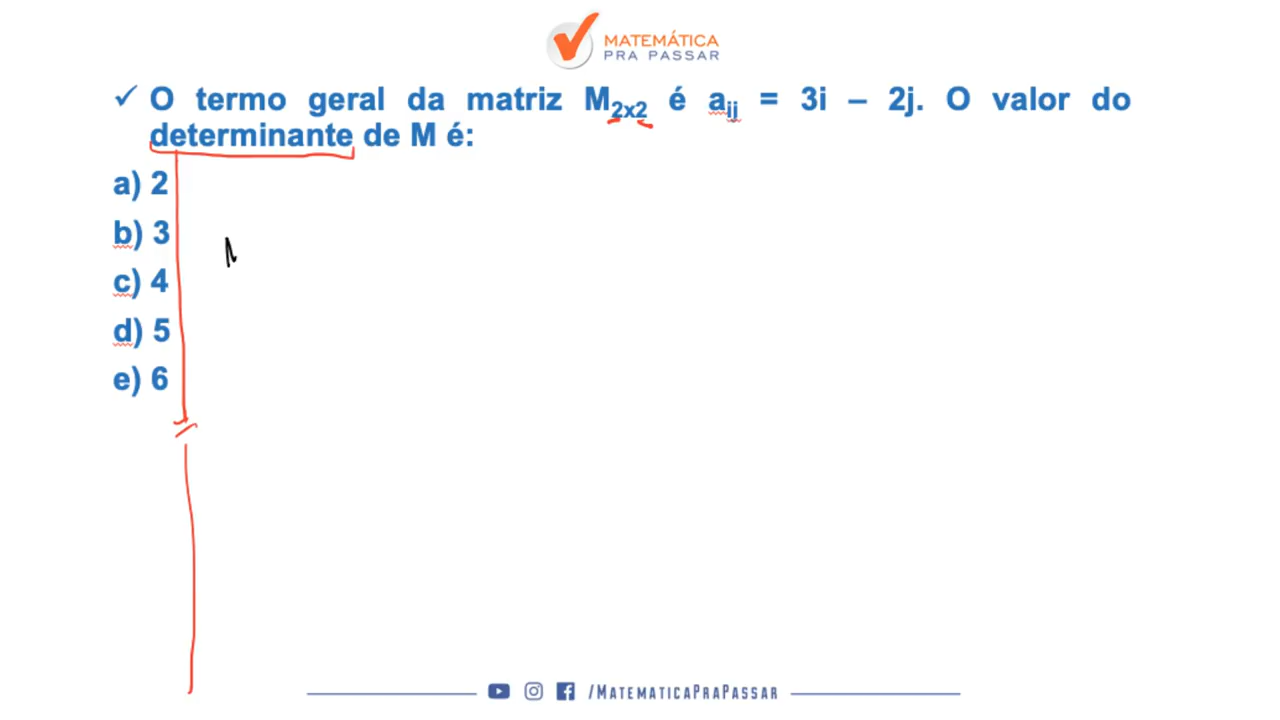 MATEMÁTICA
PRA PASSAR
✓ O termo geral da matriz M₂ₓ₂ é aᵢⱼ = 3i – 2j. O valor do
determinante de M é:
a) 2
b) 3
c) 4
d) 5
e) 6
/MATEMATICAPRAPASSAR